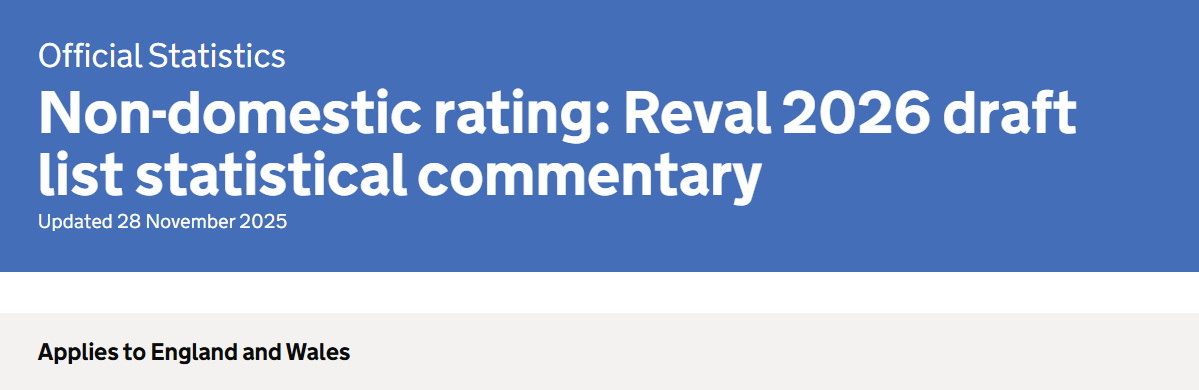 Official Statistics
Non-domestic rating: Reval 2026 draft
list statistical commentary
Updated 28 November 2025
Applies to England and Wales